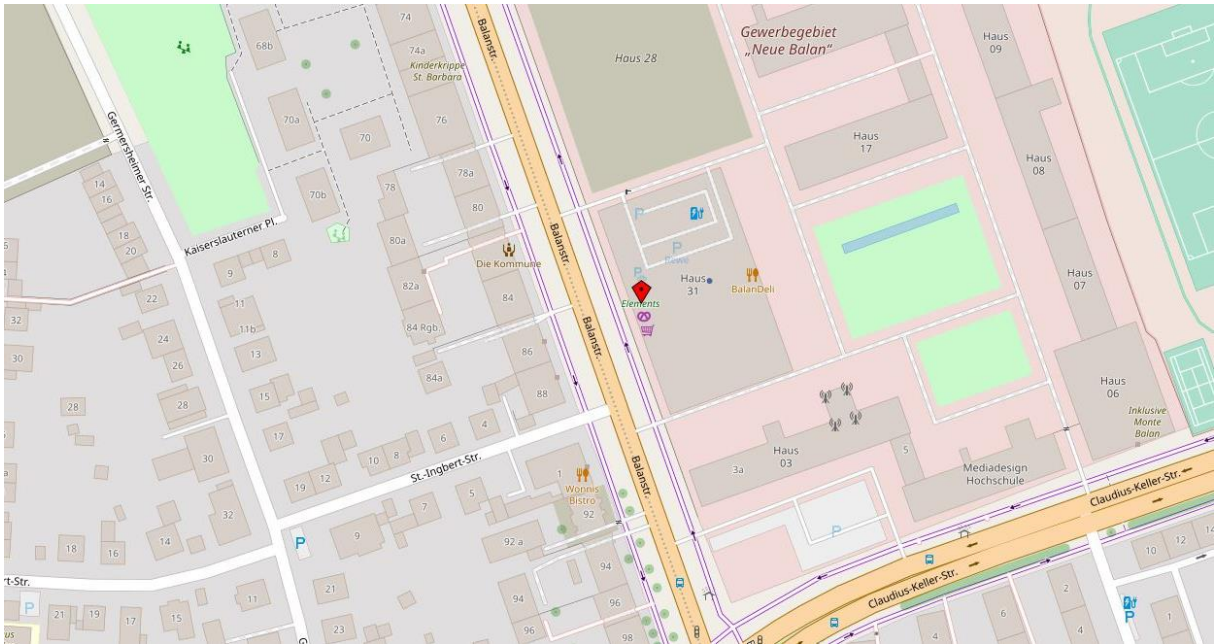 74
68b
74a
Kinderkrippe
St. Barbara
Balanstr.
Haus 28
Gewerbegebiet
„Neue Balan“
Haus
09
Germersheimer Str.
70a
70
76
Haus
17
Haus
08
14
16
18
20
70b
78
78a
80
Kaiserslauterner Pl.
80a
Balanstr.
P
P
Rewe
9
8
Die Kommune
Haus
31
BalanDeli
Haus
07
22
82a
84
Elements
32
11
11b
24
84 Rgb.
Balanstr.
30
26
13
86
84a
88
15
28
28
Haus
06
17
6
4
Inklusive
Monte
Balan
30
10
8
St.-Ingbert-Str.
Balanstr.
Haus
03
5
3a
Mediadesign
Hochschule
19
12
1
Wonnis
Bistro
Claudius-Keller-Str.
32
7
5
92
P
9
92 a
P
18
16
14
10
12
14
94
rt-Str.
21
94
96
2
4
Claudius-Keller-Str.
P
21
19
17
15
11
23
96
98
P
1
4
6